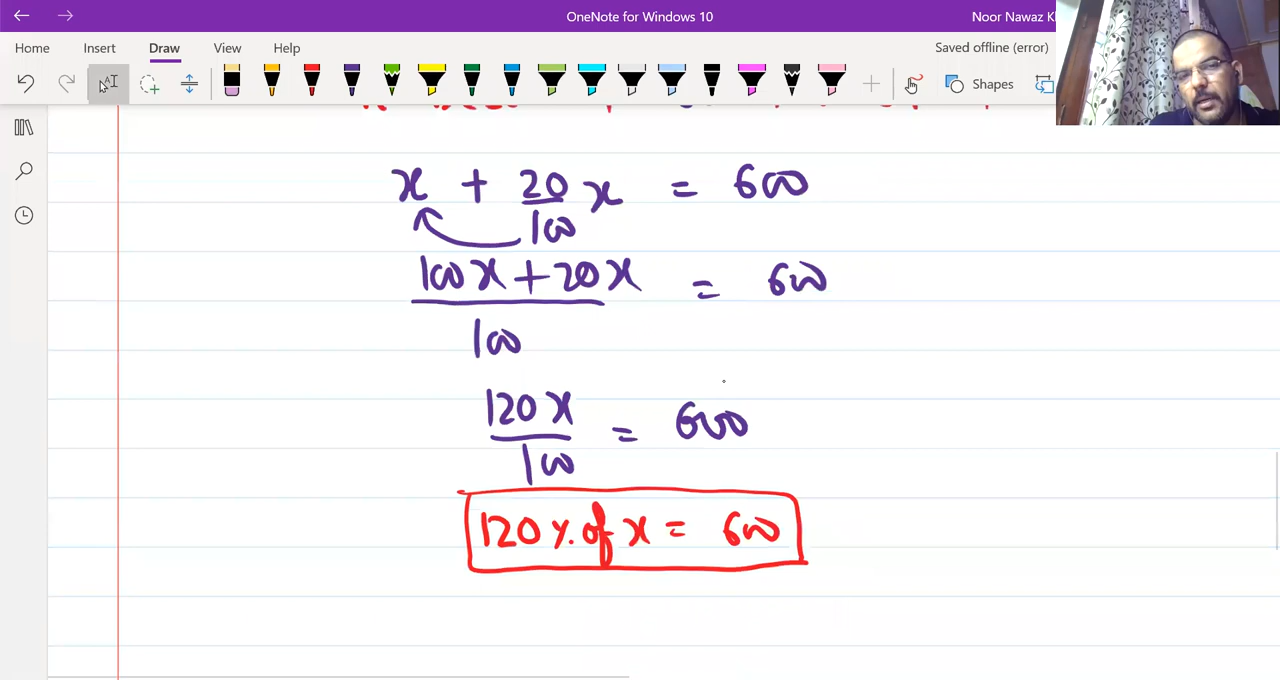 OneNote for Windows 10
Noor Nawaz Kh
Home Insert Draw View Help
Saved offline (error)
Shapes
x + 20/100 x = 600
100x + 20x / 100 = 600
120x / 100 = 600
120 % of x = 600